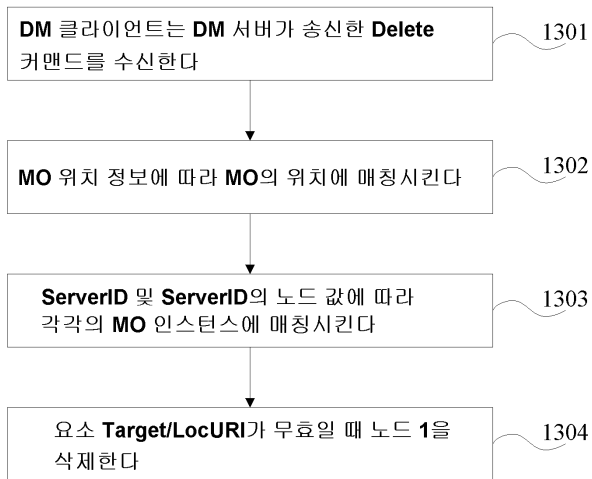 DM 클라이언트는 DM 서버가 송신한 Delete
커맨드를 수신한다
1301
MO 위치 정보에 따라 MO의 위치에 매칭시킨다
1302
ServerID 및 ServerID의 노드 값에 따라
각각의 MO 인스턴스에 매칭시킨다
1303
요소 Target/LocURI가 무효일 때 노드 1을
삭제한다
1304